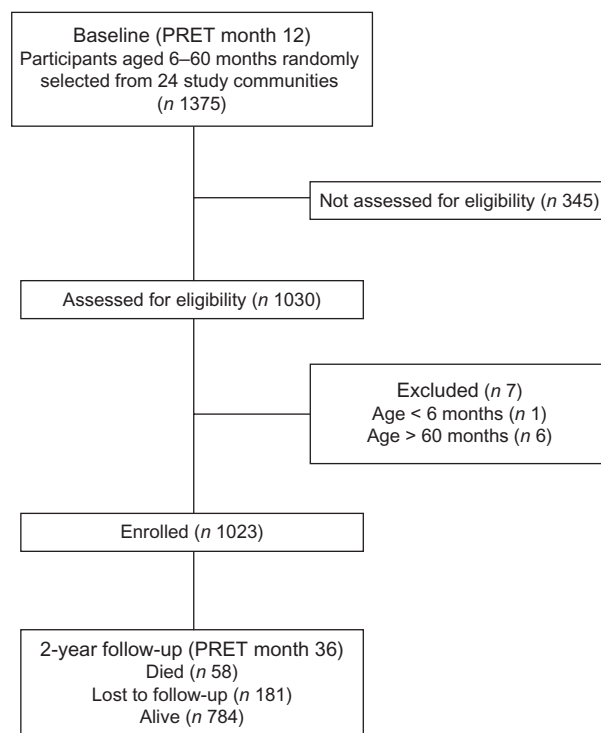 Baseline (PRET month 12)
Participants aged 6–60 months randomly
selected from 24 study communities
(n 1375)
Not assessed for eligibility (n 345)
Assessed for eligibility (n 1030)
Excluded (n 7)
Age < 6 months (n 1)
Age > 60 months (n 6)
Enrolled (n 1023)
2-year follow-up (PRET month 36)
Died (n 58)
Lost to follow-up (n 181)
Alive (n 784)